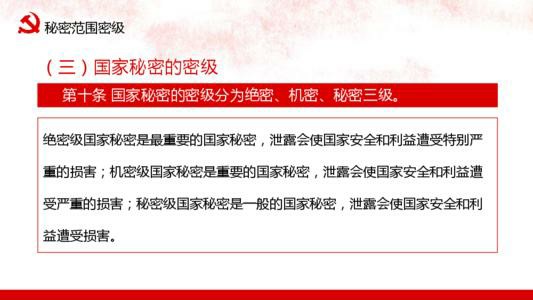 秘密范围密级
（三）国家秘密的密级
第十条 国家秘密的密级分为绝密、机密、秘密三级。
绝密级国家秘密是最重要的国家秘密，泄露会使国家安全和利益遭受特别严
重的损害；机密级国家秘密是重要的国家秘密，泄露会使国家安全和利益遭
受严重的损害；秘密级国家秘密是一般的国家秘密，泄露会使国家安全和利
益遭受损害。